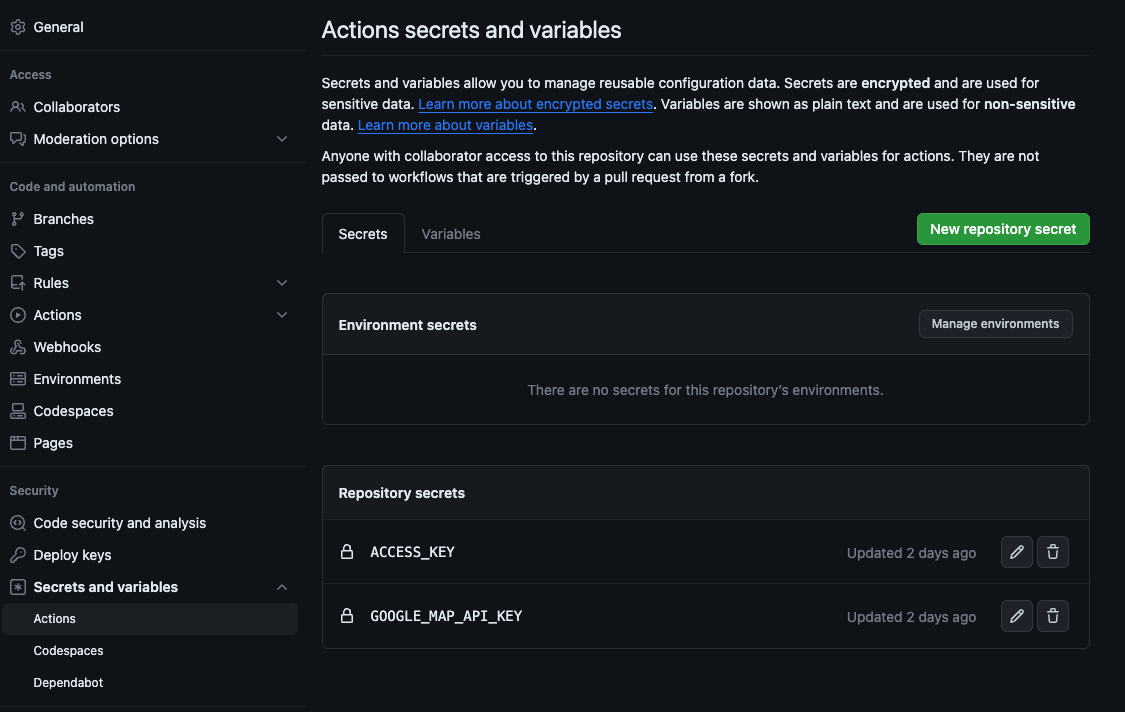 General
Access
Collaborators
Moderation options
Code and automation
Branches
Tags
Rules
Actions
Webhooks
Environments
Codespaces
Pages
Security
Code security and analysis
Deploy keys
Secrets and variables
Actions
Codespaces
Dependabot
Actions secrets and variables
Secrets and variables allow you to manage reusable configuration data. Secrets are encrypted and are used for
sensitive data. Learn more about encrypted secrets. Variables are shown as plain text and are used for non-sensitive
data. Learn more about variables.
Anyone with collaborator access to this repository can use these secrets and variables for actions. They are not
passed to workflows that are triggered by a pull request from a fork.
Secrets
Variables
New repository secret
Environment secrets
Manage environments
There are no secrets for this repository's environments.
Repository secrets
ACCESS_KEY
Updated 2 days ago
GOOGLE_MAP_API_KEY
Updated 2 days ago